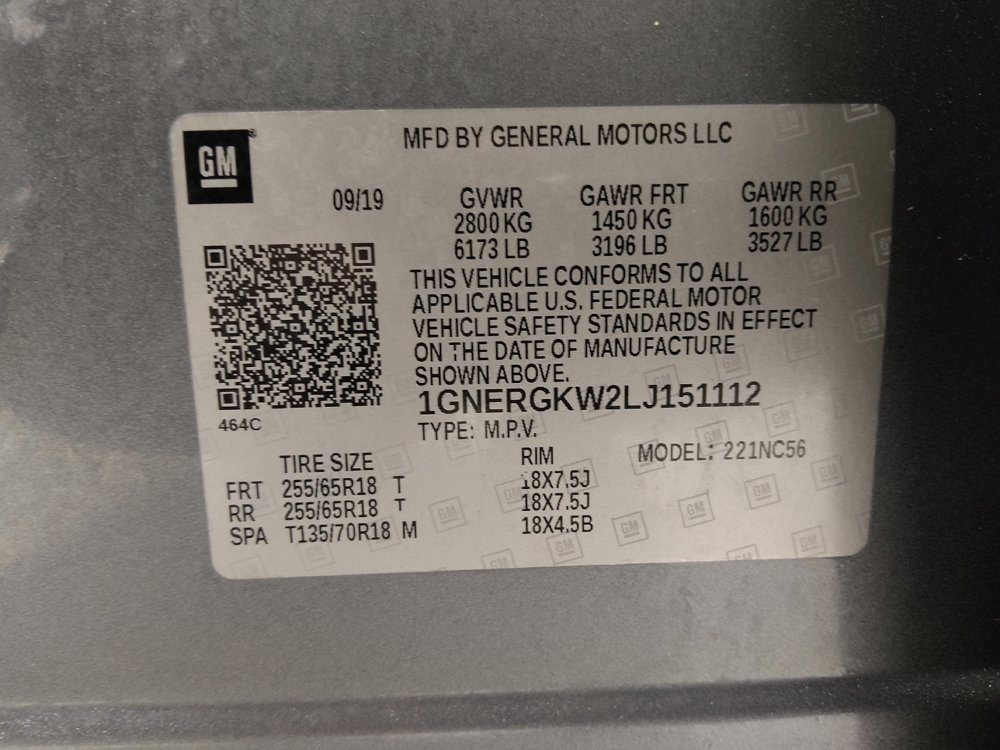 GM
MFD BY GENERAL MOTORS LLC
09/19 GVWR GAWR FRT GAWR RR
2800 KG 1450 KG 1600 KG
6173 LB 3196 LB 3527 LB
THIS VEHICLE CONFORMS TO ALL
APPLICABLE U.S. FEDERAL MOTOR
VEHICLE SAFETY STANDARDS IN EFFECT
ON THE DATE OF MANUFACTURE
SHOWN ABOVE.
1GNERGKW2LJ151112
464C
TYPE: M.P.V. MODEL: 221NC56
TIRE SIZE RIM
FRT 255/65R18 T 18X7.5J
RR 255/65R18 T 18X7.5J
SPA T135/70R18 M 18X4.5B